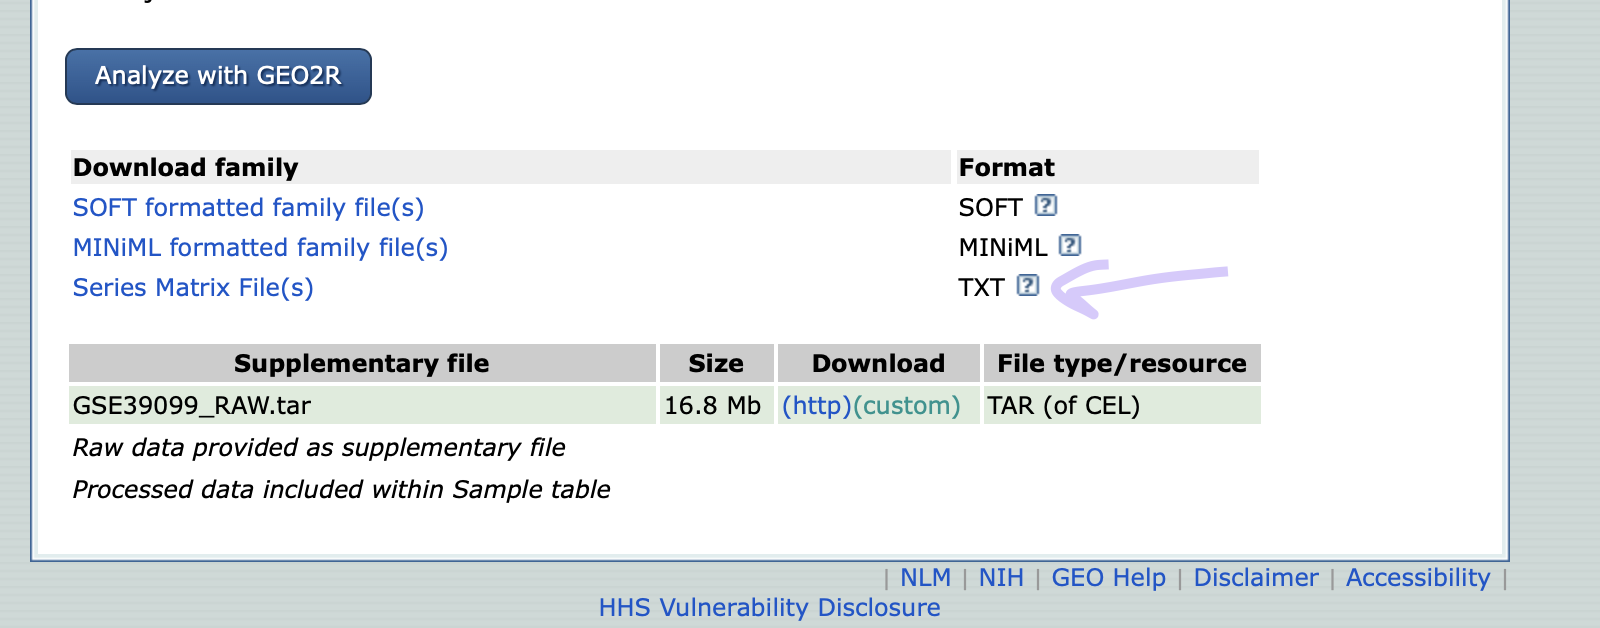 Analyze with GEO2R
Download family Format
SOFT formatted family file(s) SOFT ?
MINiML formatted family file(s) MINiML ?
Series Matrix File(s) TXT ?
Supplementary file Size Download File type/resource
GSE39099_RAW.tar 16.8 Mb (http)(custom) TAR (of CEL)
Raw data provided as supplementary file
Processed data included within Sample table
| NLM | NIH | GEO Help | Disclaimer | Accessibility |
HHS Vulnerability Disclosure